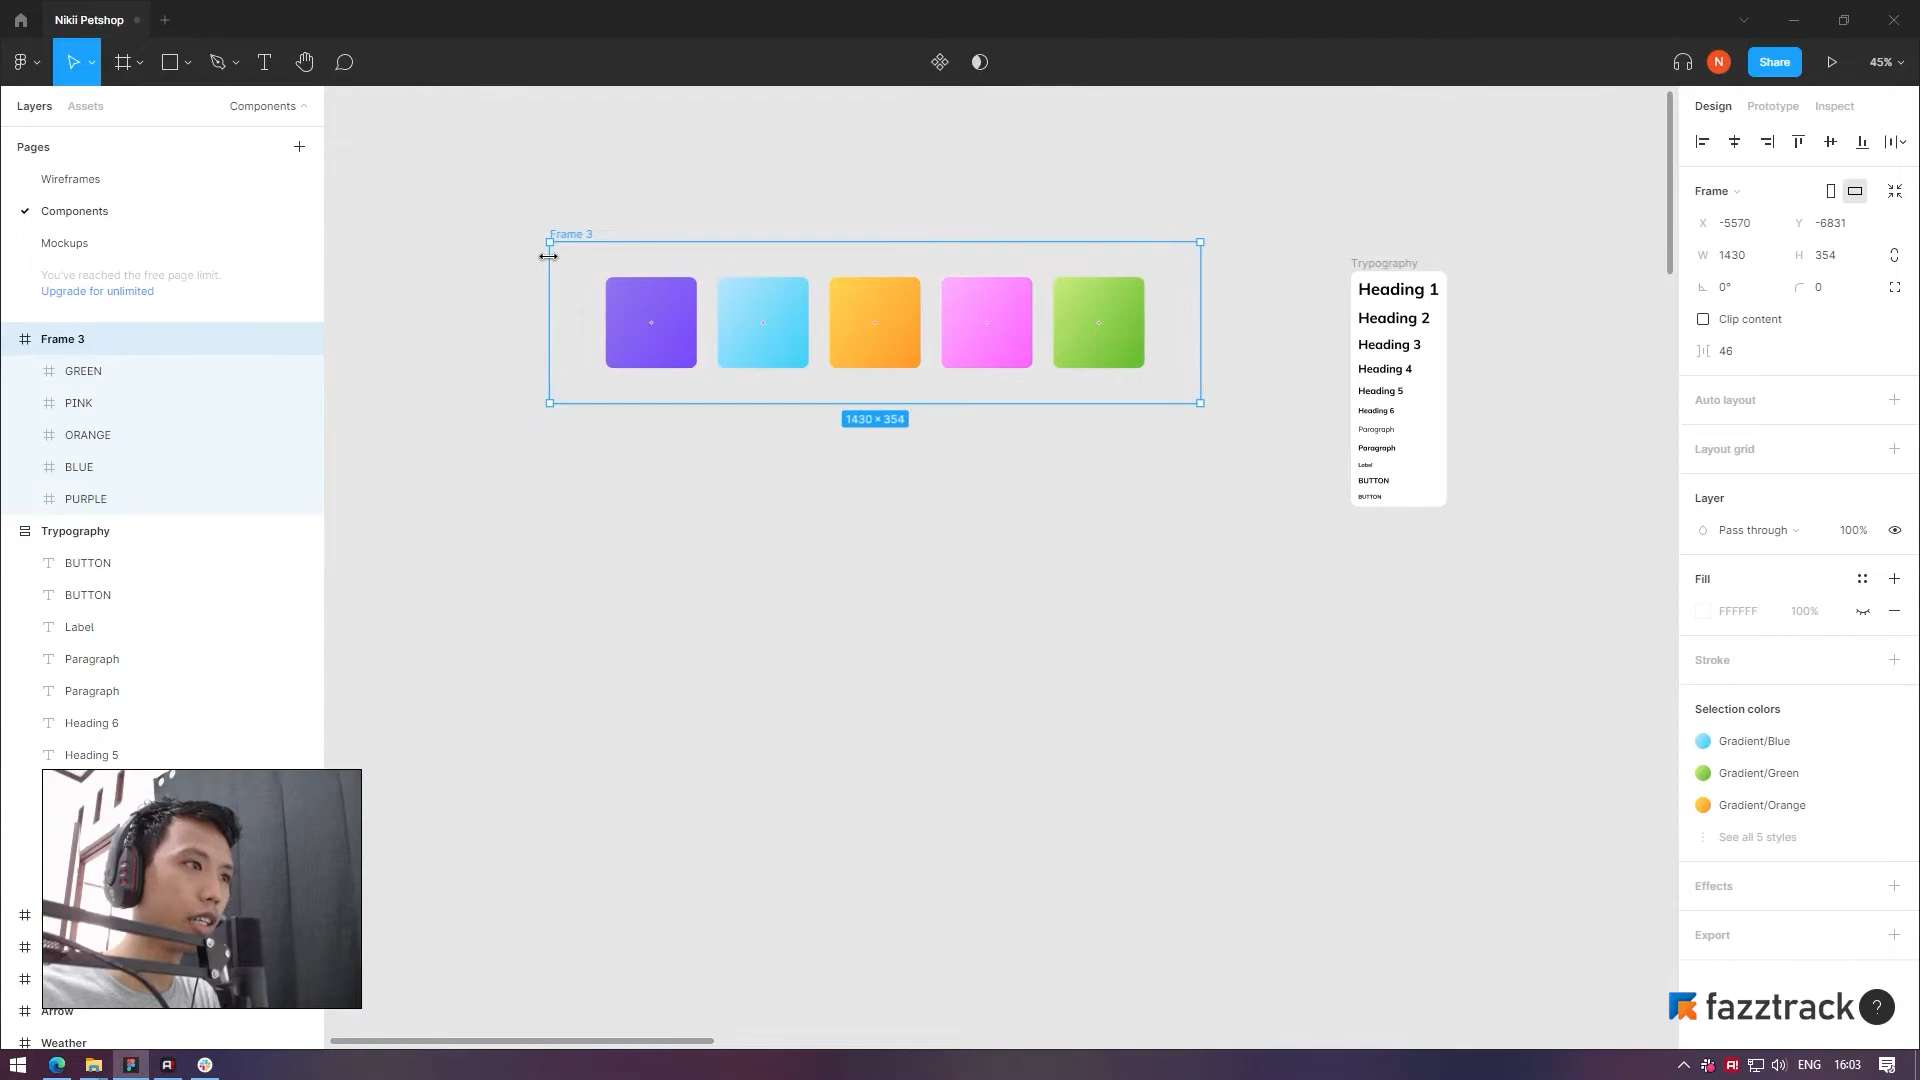 Nikii Petshop
Share
45%
Layers
Assets
Components
Pages
Wireframes
Components
Mockups
You've reached the free page limit.
Upgrade for unlimited
Frame 3
GREEN
PINK
ORANGE
BLUE
PURPLE
Trypography
BUTTON
BUTTON
Label
Paragraph
Paragraph
Heading 6
Heading 5
Arrow
Weather
Frame 3
1430 × 354
Trypography
Heading 1
Heading 2
Heading 3
Heading 4
Heading 5
Heading 6
Paragraph
Paragraph
Label
BUTTON
BUTTON
N
Design
Prototype
Inspect
Frame
X -5570 Y -6831
W 1430 H 354
0° 0
Clip content
46
Auto layout
Layout grid
Layer
Pass through 100%
Fill
FFFFFF 100%
Stroke
Selection colors
Gradient/Blue
Gradient/Green
Gradient/Orange
See all 5 styles
Effects
Export
fazztrack
?
ENG 16:03